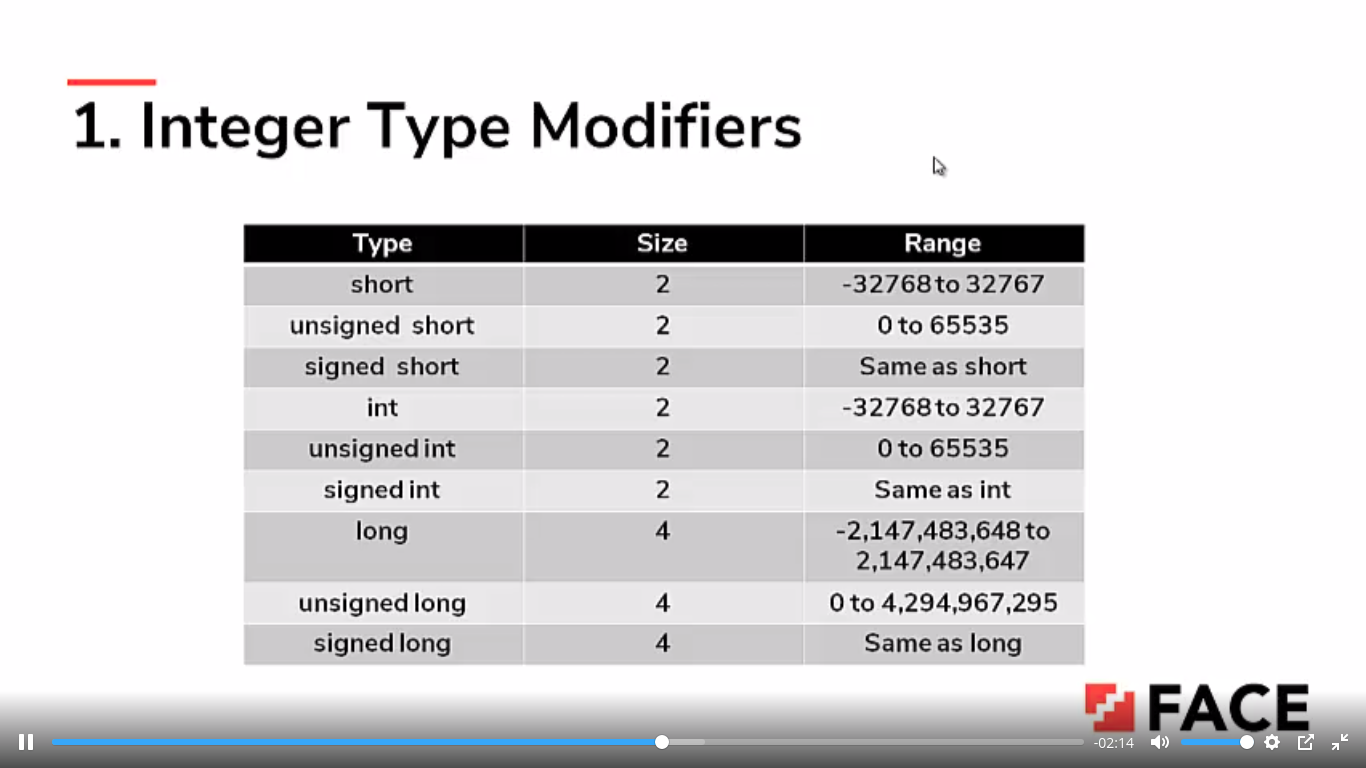 1. Integer Type Modifiers
Type Size Range
short 2 -32768 to 32767
unsigned short 2 0 to 65535
signed short 2 Same as short
int 2 -32768 to 32767
unsigned int 2 0 to 65535
signed int 2 Same as int
long 4 -2,147,483,648 to
2,147,483,647
unsigned long 4 0 to 4,294,967,295
signed long 4 Same as long
FACE
-02:14